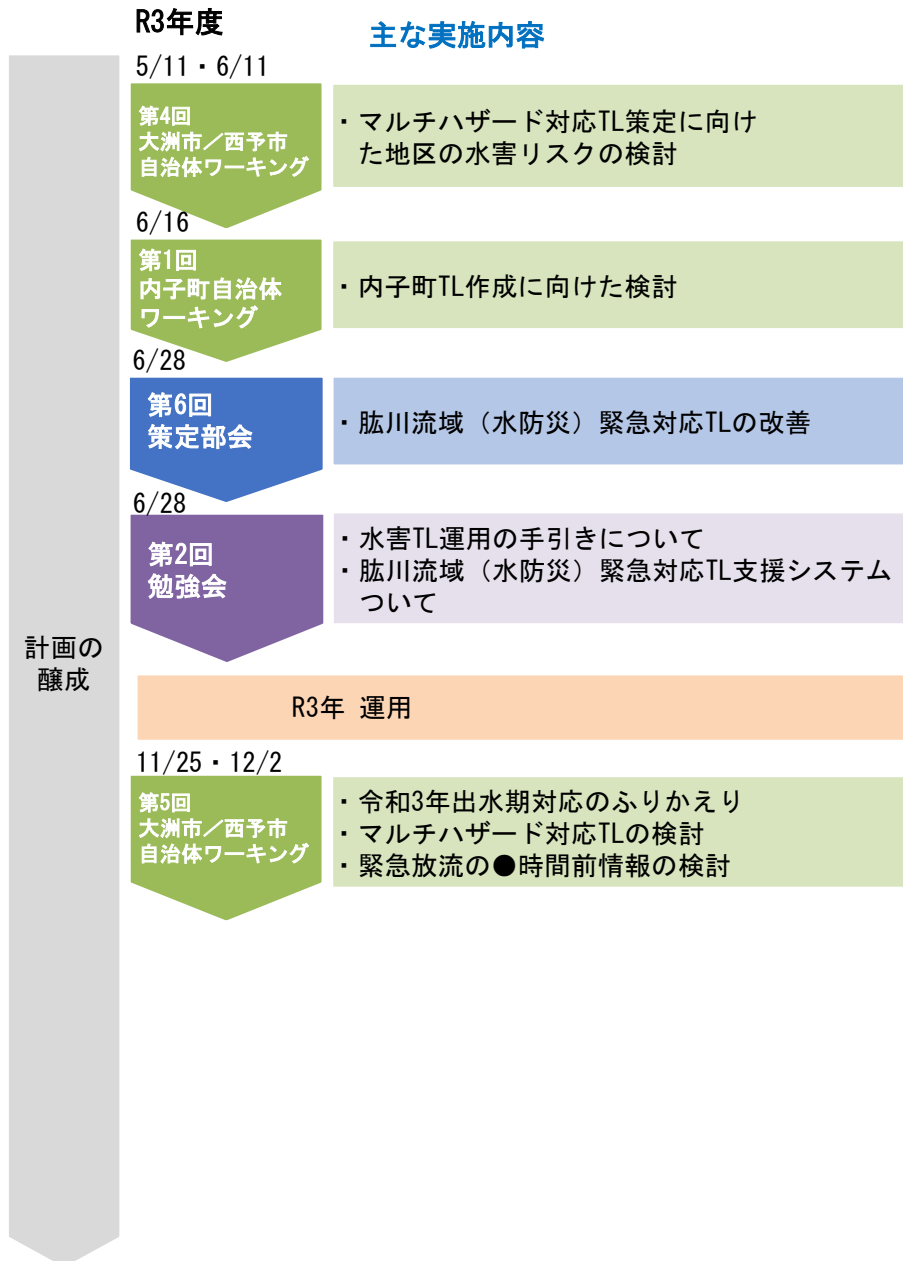 R3年度
主な実施内容
5/11・6/11
第4回
大洲市／西予市
自治体ワーキング
・マルチハザード対応TL策定に向け
た地区の水害リスクの検討
6/16
第1回
内子町自治体
ワーキング
・内子町TL作成に向けた検討
6/28
第6回
策定部会
・肱川流域（水防災）緊急対応TLの改善
6/28
第2回
勉強会
・水害TL運用の手引きについて
・肱川流域（水防災）緊急対応TL支援システム
ついて
計画の
醸成
R3年 運用
11/25・12/2
第5回
大洲市／西予市
自治体ワーキング
・令和3年出水期対応のふりかえり
・マルチハザード対応TLの検討
・緊急放流の●時間前情報の検討